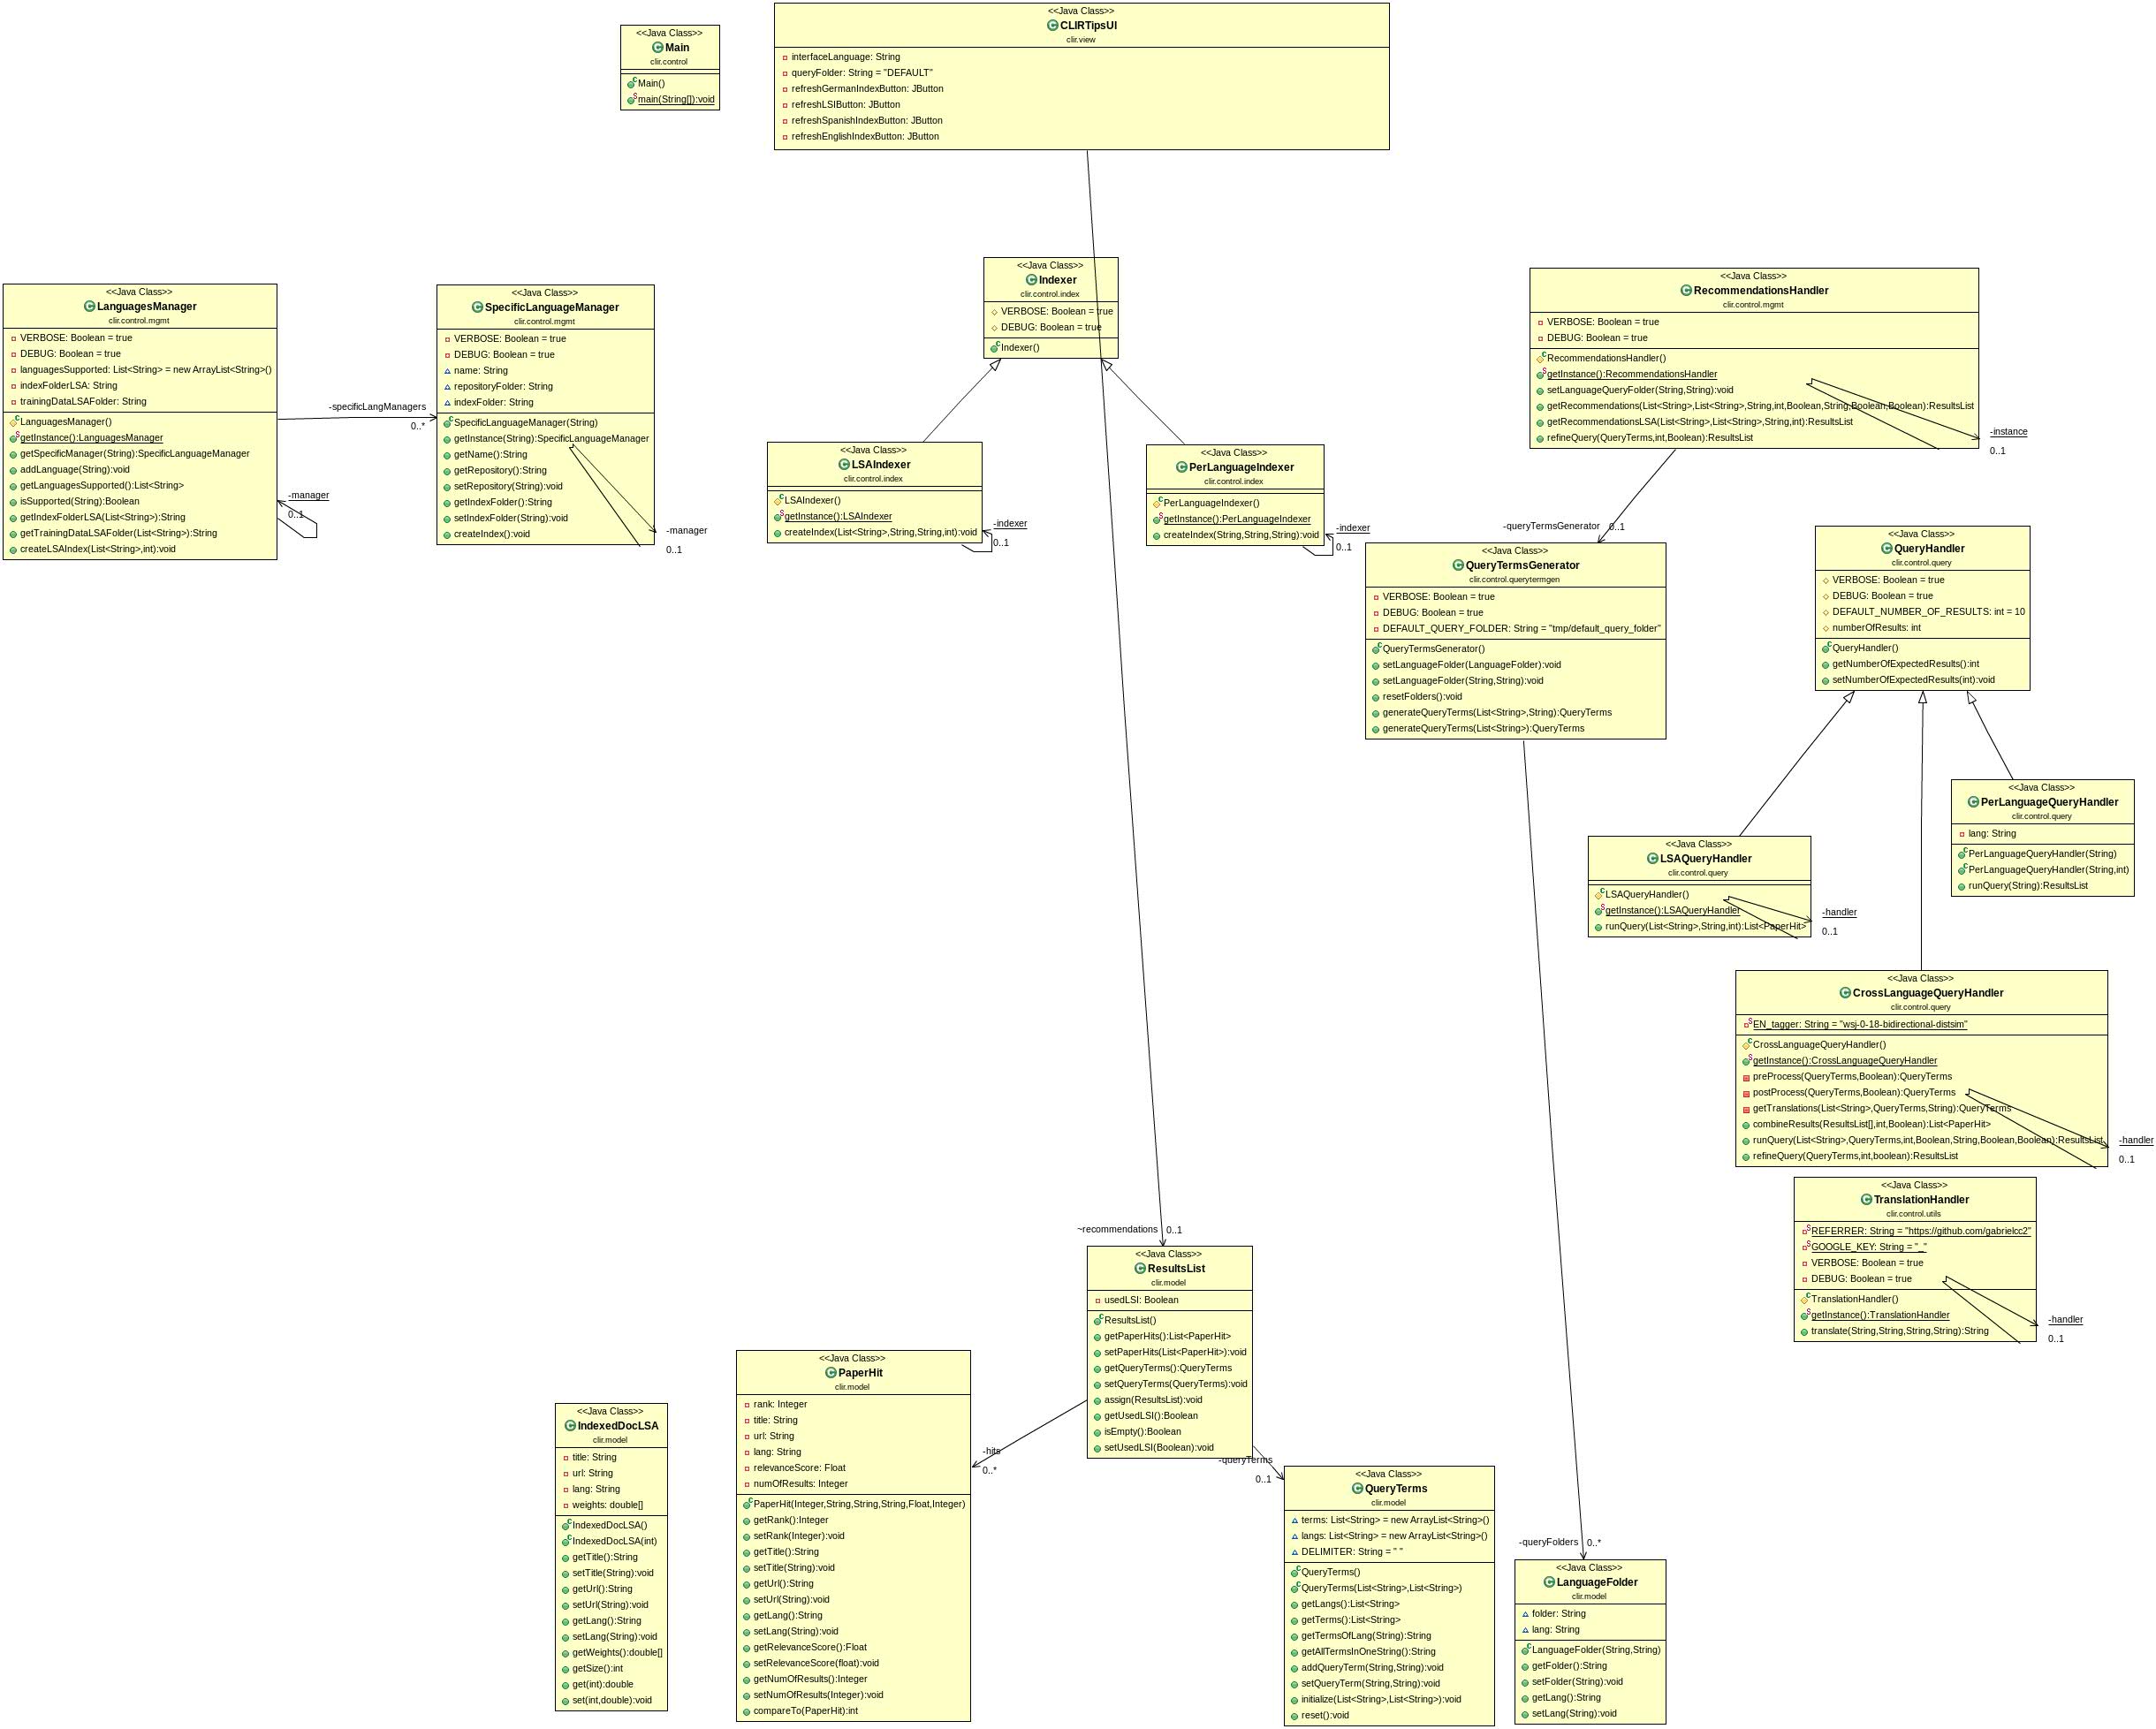 <<Java Class>>
Main
clir.control
Main()
main(String[]):void
<<Java Class>>
CLIRTipsUI
clir.view
interfaceLanguage: String
queryFolder: String = "DEFAULT"
refreshGermanIndexButton: JButton
refreshLSIButton: JButton
refreshSpanishIndexButton: JButton
refreshEnglishIndexButton: JButton
<<Java Class>>
LanguagesManager
clir.control.mgmt
VERBOSE: Boolean = true
DEBUG: Boolean = true
languagesSupported: List<String> = new ArrayList<String>()
indexFolderLSA: String
trainingDataLSAFolder: String
LanguagesManager()
getInstance():LanguagesManager
getSpecificManager(String):SpecificLanguageManager
addLanguage(String):void
getLanguagesSupported():List<String>
isSupported(String):Boolean
getIndexFolderLSA(List<String>):String
getTrainingDataLSAFolder(List<String>):String
createLSAIndex(List<String>,int):void
-manager
0..1
-specificLangManagers
0..*
<<Java Class>>
SpecificLanguageManager
clir.control.mgmt
VERBOSE: Boolean = true
DEBUG: Boolean = true
name: String
repositoryFolder: String
indexFolder: String
SpecificLanguageManager(String)
getInstance(String):SpecificLanguageManager
getName():String
getRepository():String
setRepository(String):void
getIndexFolder():String
setIndexFolder(String):void
createIndex():void
-manager
0..1
<<Java Class>>
Indexer
clir.control.index
VERBOSE: Boolean = true
DEBUG: Boolean = true
Indexer()
<<Java Class>>
LSAIndexer
clir.control.index
LSAIndexer()
getInstance():LSAIndexer
createIndex(List<String>,String,String,int):void
-indexer
0..1
<<Java Class>>
PerLanguageIndexer
clir.control.index
PerLanguageIndexer()
getInstance():PerLanguageIndexer
createIndex(String,String,String):void
-indexer
0..1
<<Java Class>>
RecommendationsHandler
clir.control.mgmt
VERBOSE: Boolean = true
DEBUG: Boolean = true
RecommendationsHandler()
getInstance():RecommendationsHandler
setLanguageQueryFolder(String,String):void
getRecommendations(List<String>,List<String>,String,int,Boolean,String,Boolean,Boolean):ResultsList
getRecommendationsLSA(List<String>,List<String>,String,int):ResultsList
refineQuery(QueryTerms,int,Boolean):ResultsList
-instance
0..1
-queryTermsGenerator
0..1
<<Java Class>>
QueryTermsGenerator
clir.control.querytermgen
VERBOSE: Boolean = true
DEBUG: Boolean = true
DEFAULT_QUERY_FOLDER: String = "tmp/default_query_folder"
QueryTermsGenerator()
setLanguageFolder(LanguageFolder):void
setLanguageFolder(String,String):void
resetFolders():void
generateQueryTerms(List<String>,String):QueryTerms
generateQueryTerms(List<String>):QueryTerms
<<Java Class>>
QueryHandler
clir.control.query
VERBOSE: Boolean = true
DEBUG: Boolean = true
DEFAULT_NUMBER_OF_RESULTS: int = 10
numberOfResults: int
QueryHandler()
getNumberOfExpectedResults():int
setNumberOfExpectedResults(int):void
<<Java Class>>
PerLanguageQueryHandler
clir.control.query
lang: String
PerLanguageQueryHandler(String)
PerLanguageQueryHandler(String,int)
runQuery(String):ResultsList
<<Java Class>>
LSAQueryHandler
clir.control.query
LSAQueryHandler()
getInstance():LSAQueryHandler
runQuery(List<String>,String,int):List<PaperHit>
-handler
0..1
<<Java Class>>
CrossLanguageQueryHandler
clir.control.query
EN_tagger: String = "wsj-0-18-bidirectional-distsim"
CrossLanguageQueryHandler()
getInstance():CrossLanguageQueryHandler
preProcess(QueryTerms,Boolean):QueryTerms
postProcess(QueryTerms,Boolean):QueryTerms
getTranslations(List<String>,QueryTerms,String):QueryTerms
combineResults(ResultsList[],int,Boolean):List<PaperHit>
runQuery(List<String>,QueryTerms,int,Boolean,String,Boolean,Boolean):ResultsList
refineQuery(QueryTerms,int,boolean):ResultsList
-handler
0..1
<<Java Class>>
TranslationHandler
clir.control.utils
REFERRER: String = "https://github.com/gabrielcc2"
GOOGLE_KEY: String = "_"
VERBOSE: Boolean = true
DEBUG: Boolean = true
TranslationHandler()
getInstance():TranslationHandler
translate(String,String,String,String):String
-handler
0..1
~recommendations
0..1
<<Java Class>>
ResultsList
clir.model
usedLSI: Boolean
ResultsList()
getPaperHits():List<PaperHit>
setPaperHits(List<PaperHit>):void
getQueryTerms():QueryTerms
setQueryTerms(QueryTerms):void
assign(ResultsList):void
getUsedLSI():Boolean
isEmpty():Boolean
setUsedLSI(Boolean):void
-hits
0..*
-queryTerms
0..1
<<Java Class>>
IndexedDocLSA
clir.model
title: String
url: String
lang: String
weights: double[]
IndexedDocLSA()
IndexedDocLSA(int)
getTitle():String
setTitle(String):void
getUrl():String
setUrl(String):void
getLang():String
setLang(String):void
getWeights():double[]
getSize():int
get(int):double
set(int,double):void
<<Java Class>>
PaperHit
clir.model
rank: Integer
title: String
url: String
lang: String
relevanceScore: Float
numOfResults: Integer
PaperHit(Integer,String,String,String,Float,Integer)
getRank():Integer
setRank(Integer):void
getTitle():String
setTitle(String):void
getUrl():String
setUrl(String):void
getLang():String
setLang(String):void
getRelevanceScore():Float
setRelevanceScore(float):void
getNumOfResults():Integer
setNumOfResults(Integer):void
compareTo(PaperHit):int
<<Java Class>>
QueryTerms
clir.model
terms: List<String> = new ArrayList<String>()
langs: List<String> = new ArrayList<String>()
DELIMITER: String = " "
QueryTerms()
QueryTerms(List<String>,List<String>)
getLangs():List<String>
getTerms():List<String>
getTermsOfLang(String):String
getAllTermsInOneString():String
addQueryTerm(String,String):void
setQueryTerm(String,String):void
initialize(List<String>,List<String>):void
reset():void
-queryFolders
0..*
<<Java Class>>
LanguageFolder
clir.model
folder: String
lang: String
LanguageFolder(String,String)
getFolder():String
setFolder(String):void
getLang():String
setLang(String):void